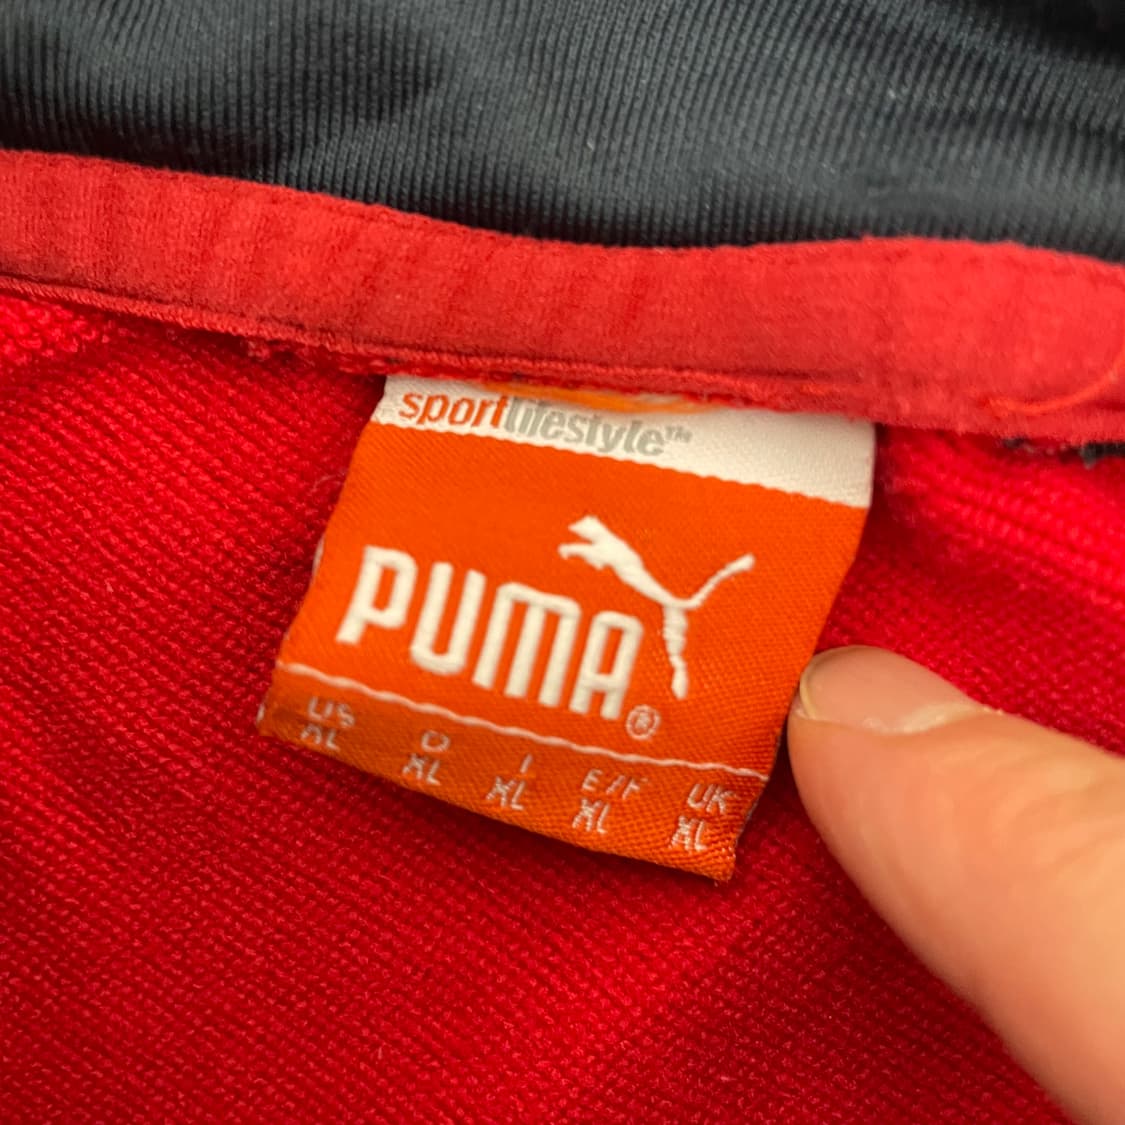 sportlifestyle™
PUMA®
US D I E/F UK
XL XL XL XL XL